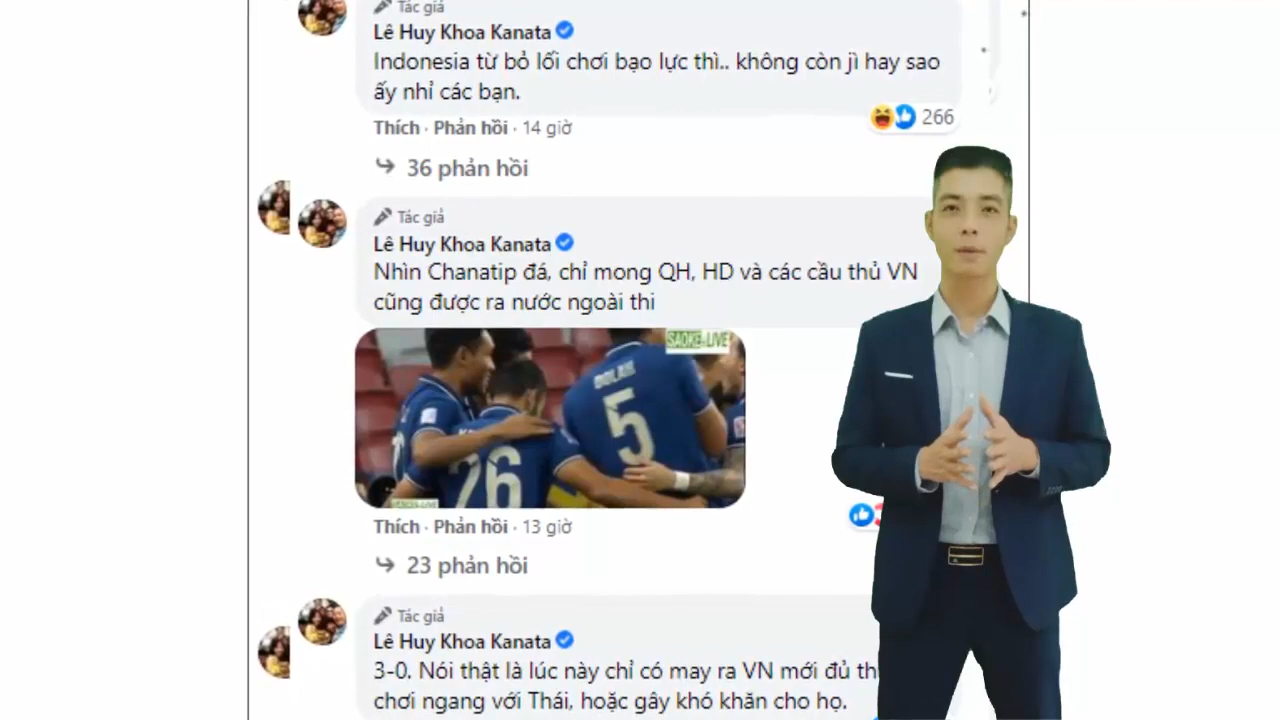 Tác giả
Lê Huy Khoa Kanata
Indonesia từ bỏ lối chơi bạo lực thì.. không còn jì hay sao
ấy nhỉ các bạn.
266
Thích · Phản hồi · 14 giờ
36 phản hồi
Tác giả
Lê Huy Khoa Kanata
Nhìn Chanatip đá, chỉ mong QH, HD và các cầu thủ VN
cũng được ra nước ngoài thi
SAOKE-LIVE
5
26
Thích · Phản hồi · 13 giờ
23 phản hồi
Tác giả
Lê Huy Khoa Kanata
3-0. Nói thật là lúc này chỉ có may ra VN mới đủ
chơi ngang với Thái, hoặc gây khó khăn cho họ.